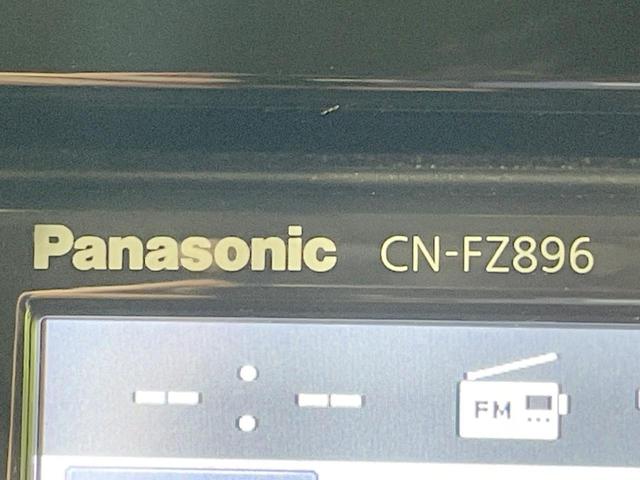 Panasonic CN-FZ896
-- : --
FM